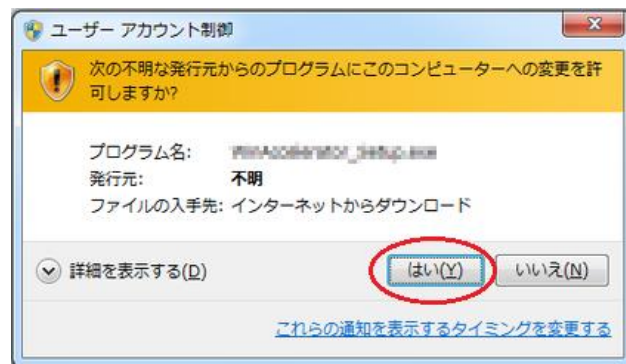 ユーザー アカウント制御
次の不明な発行元からのプログラムにこのコンピューターへの変更を許
可しますか?
プログラム名:
発行元: 不明
ファイルの入手先: インターネットからダウンロード
詳細を表示する(D)
はい(Y)
いいえ(N)
これらの通知を表示するタイミングを変更する